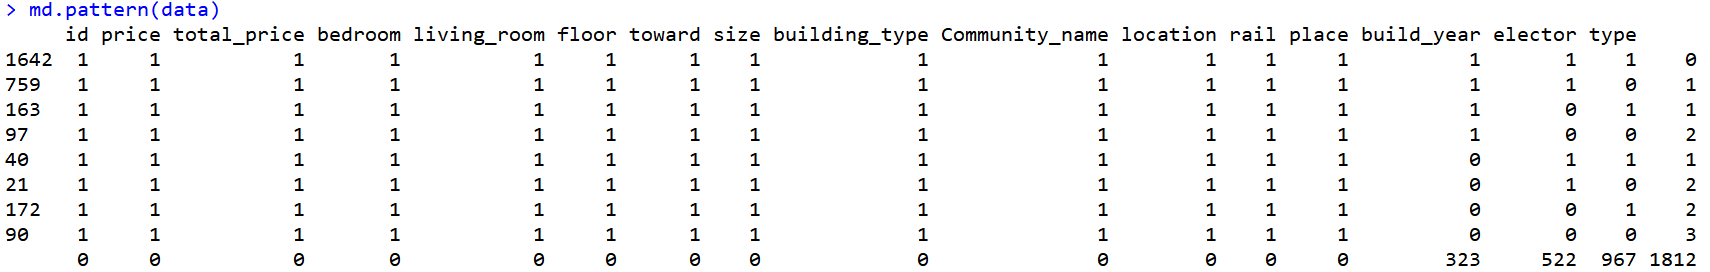 > md.pattern(data)
id price total_price bedroom living_room floor toward size building_type Community_name location rail place build_year elector type
1642 1 1 1 1 1 1 1 1 1 1 1 1 1 1 1 1 0
759 1 1 1 1 1 1 1 1 1 1 1 1 1 1 1 0 1
163 1 1 1 1 1 1 1 1 1 1 1 1 1 1 0 1 1
97 1 1 1 1 1 1 1 1 1 1 1 1 1 1 0 0 2
40 1 1 1 1 1 1 1 1 1 1 1 1 1 0 1 1 1
21 1 1 1 1 1 1 1 1 1 1 1 1 1 0 1 0 2
172 1 1 1 1 1 1 1 1 1 1 1 1 1 0 0 1 2
90 1 1 1 1 1 1 1 1 1 1 1 1 1 0 0 0 3
0 0 0 0 0 0 0 0 0 0 0 0 0 323 522 967 1812